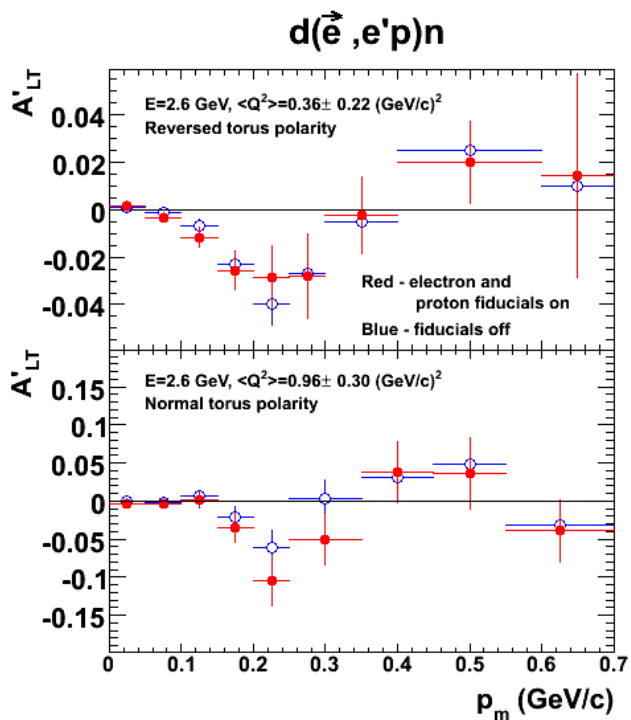 d(e ,e'p)n
A'LT
E=2.6 GeV, <Q2>=0.36± 0.22 (GeV/c)2
Reversed torus polarity
0.04
0.02
0
-0.02
-0.04
Red - electron and
proton fiducials on
Blue - fiducials off
A'LT
E=2.6 GeV, <Q2>=0.96± 0.30 (GeV/c)2
Normal torus polarity
0.15
0.1
0.05
0
-0.05
-0.1
-0.15
0 0.1 0.2 0.3 0.4 0.5 0.6 0.7
pm (GeV/c)